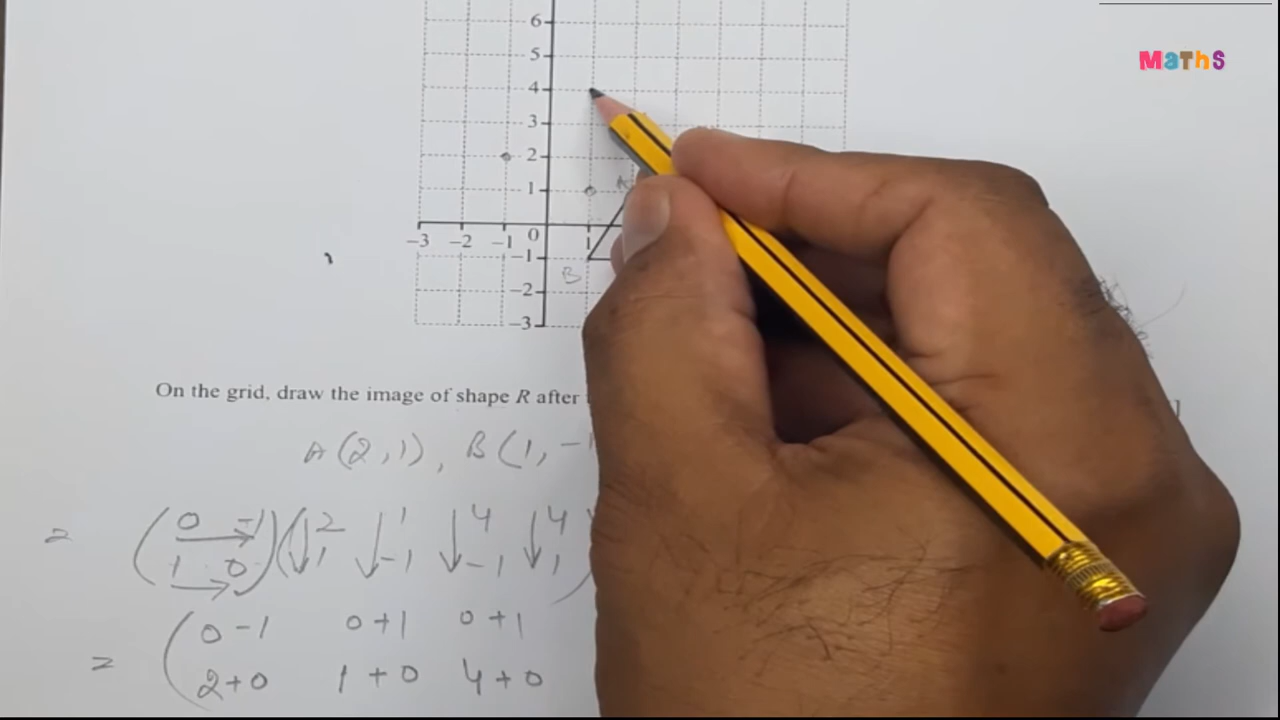 MaTHS
6
5
4
3
2
A
1
-3 -2 -1 0 1
-1
B
-2
-3
On the grid, draw the image of shape R after
A(2,1), B(1, -1
= (0 -1 (2 1 4 4
1 0) 1 -1 -1 1)
= (0-1 0+1 0+1
2+0 1+0 4+0